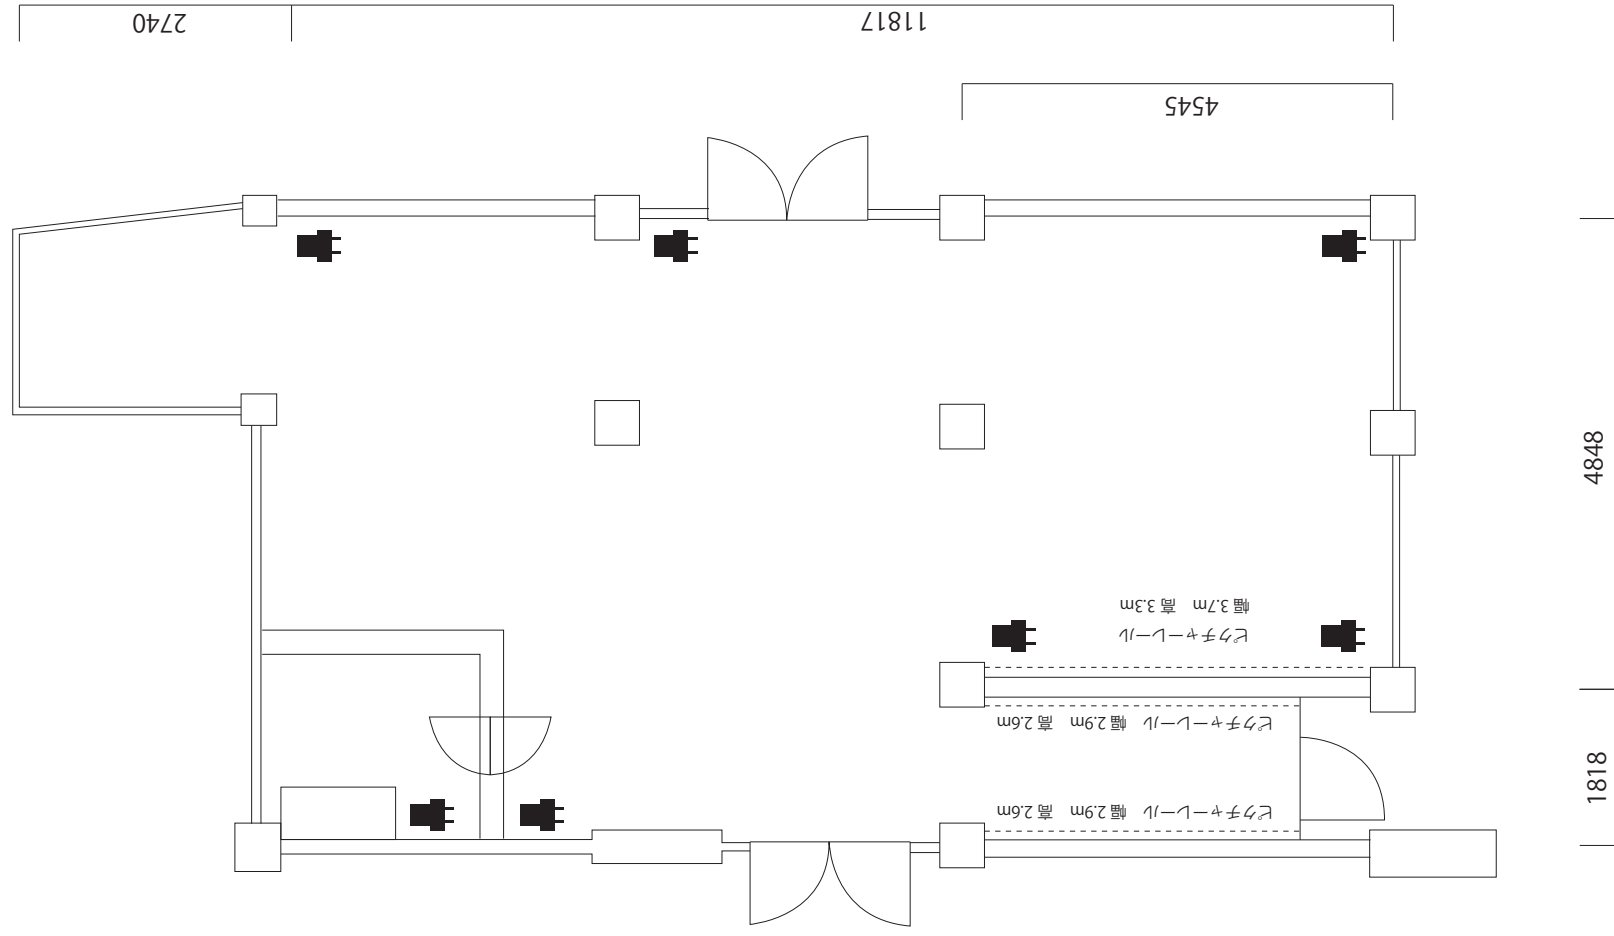 2740
11817
4545
4848
幅 3.7m 高 3.3m
ピクチャーレール
ピクチャーレール 幅 2.9m 高 2.6m
1818
ピクチャーレール 幅 2.9m 高 2.6m